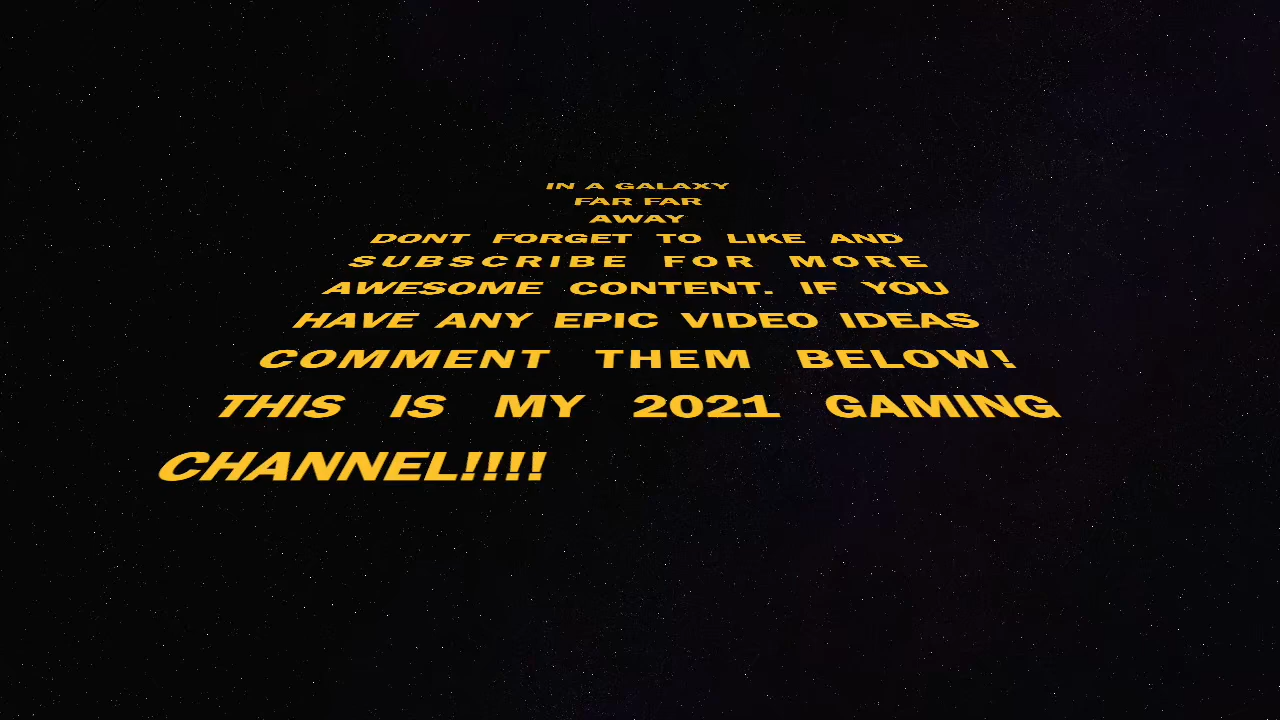 IN A GALAXY
FAR FAR
AWAY
DONT FORGET TO LIKE AND
SUBSCRIBE FOR MORE
AWESOME CONTENT. IF YOU
HAVE ANY EPIC VIDEO IDEAS
COMMENT THEM BELOW!
THIS IS MY 2021 GAMING
CHANNEL!!!!